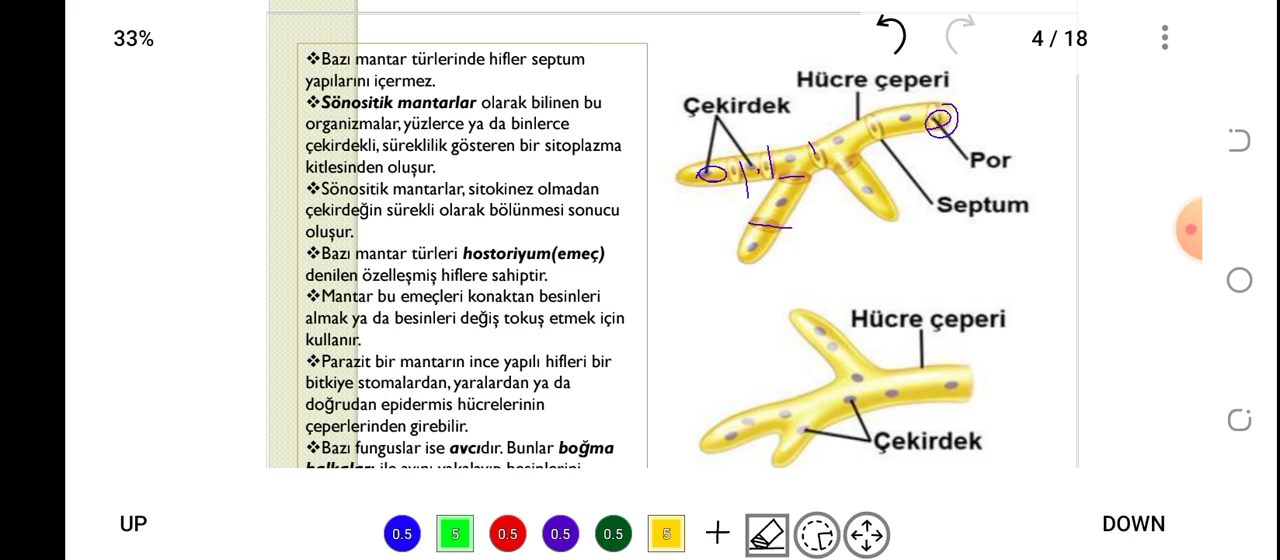 33%
4 / 18
❖Bazı mantar türlerinde hifler septum
yapılarını içermez.
❖Sönositik mantarlar olarak bilinen bu
organizmalar, yüzlerce ya da binlerce
çekirdekli, süreklilik gösteren bir sitoplazma
kitlesinden oluşur.
❖Sönositik mantarlar, sitokinez olmadan
çekirdeğin sürekli olarak bölünmesi sonucu
oluşur.
❖Bazı mantar türleri hostoriyum(emeç)
denilen özelleşmiş hiflere sahiptir.
❖Mantar bu emeçleri konaktan besinleri
almak ya da besinleri değiş tokuş etmek için
kullanır.
❖Parazit bir mantarın ince yapılı hifleri bir
bitkiye stomalardan, yaralardan ya da
doğrudan epidermis hücrelerinin
çeperlerinden girebilir.
❖Bazı funguslar ise avcıdır. Bunlar boğma
Hücre çeperi
Çekirdek
Por
Septum
Hücre çeperi
Çekirdek
UP
0.5
5
0.5
0.5
0.5
5
DOWN